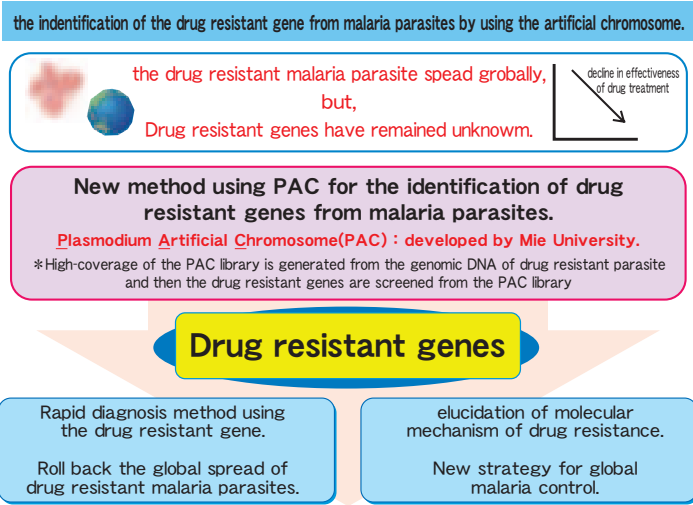 the indentification of the drug resistant gene from malaria parasites by using the artificial chromosome.
the drug resistant malaria parasite spead grobally,
but,
Drug resistant genes have remained unknowm.
decline in effectiveness
of drug treatment
New method using PAC for the identification of drug
resistant genes from malaria parasites.
Plasmodium Artificial Chromosome(PAC) : developed by Mie University.
*High-coverage of the PAC library is generated from the genomic DNA of drug resistant parasite
and then the drug resistant genes are screened from the PAC library
Drug resistant genes
Rapid diagnosis method using
the drug resistant gene.
Roll back the global spread of
drug resistant malaria parasites.
elucidation of molecular
mechanism of drug resistance.
New strategy for global
malaria control.